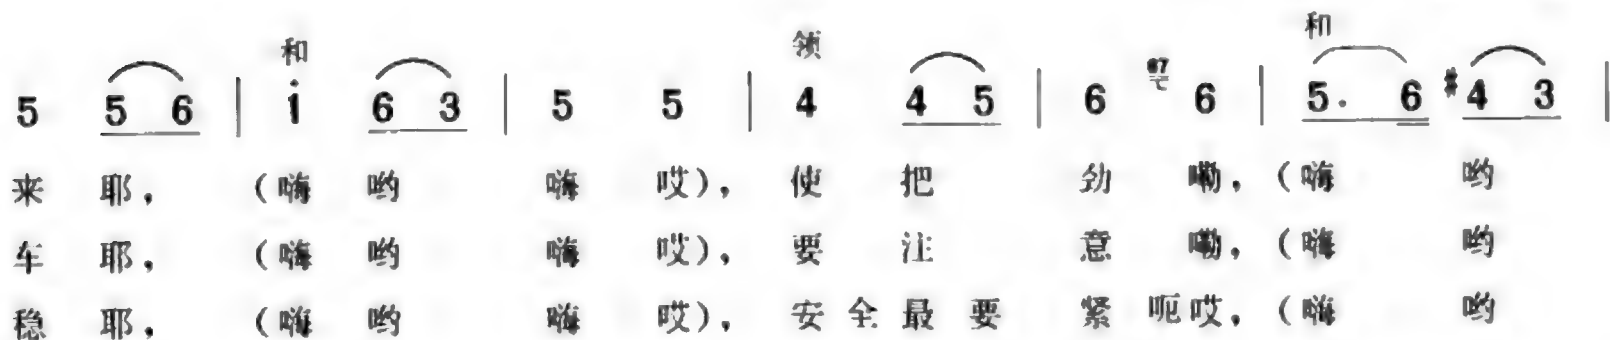 和 领 和
5 5 6 | i 6 3 | 5 5 | 4 4 5 | 6 6 | 5. 6 #4 3 |
来 耶， （嗨 哟 嗨 哎）， 使 把 劲 嘞，（嗨 哟
车 耶， （嗨 哟 嗨 哎）， 要 注 意 嘞，（嗨 哟
稳 耶， （嗨 哟 嗨 哎）， 安 全 最 要 紧 呃哎，（嗨 哟